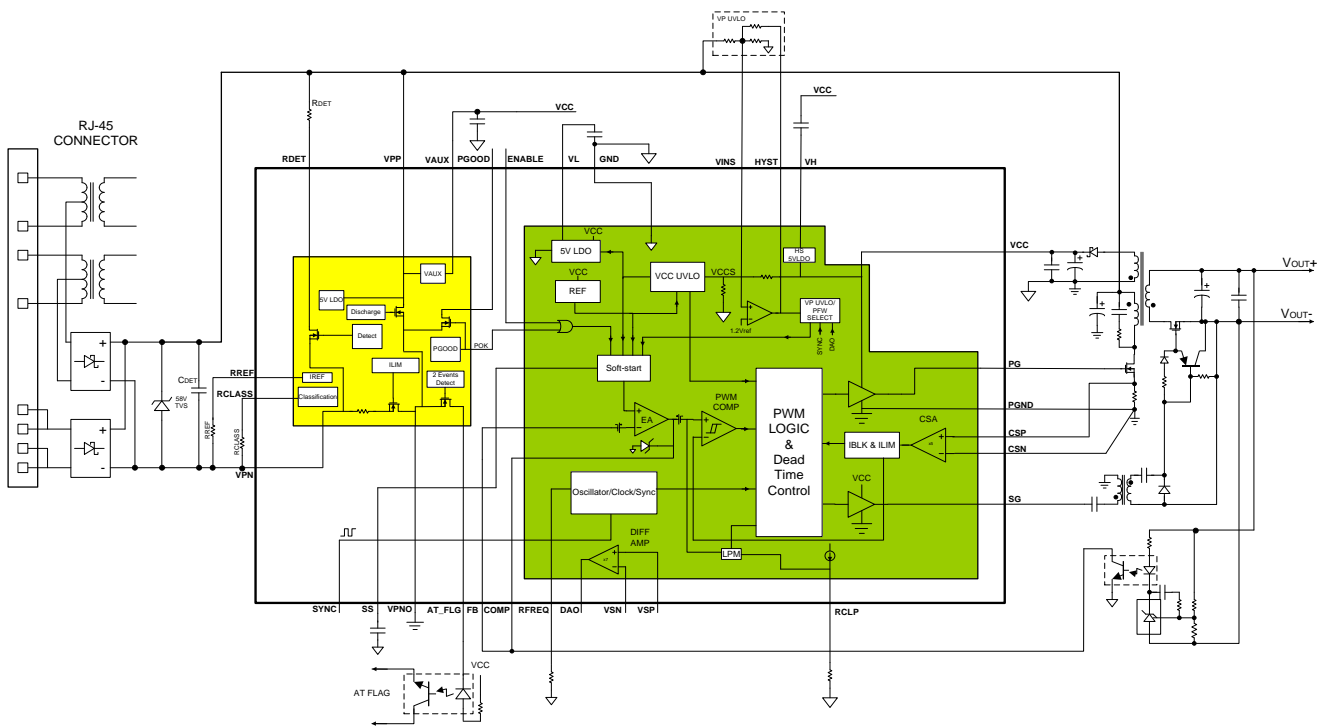 VP UVLO
RDET
VCC
VCC
RJ-45
CONNECTOR
RDET
VPP
VAUX
PGOOD
ENABLE
VL
GND
VINS
HYST
VH
VCC
5V LDO
VCC
VCC
REF
VCC UVLO
VCCS
HS
5VLDO
VOUT+
VAUX
5V LDO
Discharge
1.2Vref
VP UVLO/
PFW
SELECT
SYNC
DAO
VOUT-
Detect
PGOOD
POK
ILIM
2 Events
Detect
Soft-start
RREF
IREF
PG
RCLASS
Classification
CDET
58V
TVS
RREF
RCLASS
VPN
EA
PWM
COMP
PWM
LOGIC
&
Dead
Time
Control
PGND
CSA
IBLK & ILIM
CSP
CSN
Oscillator/Clock/Sync
VCC
SG
DIFF
AMP
LPM
SYNC
SS
VPNO
AT_FLG
FB
COMP
RFREQ
DAO
VSN
VSP
RCLP
VCC
AT FLAG